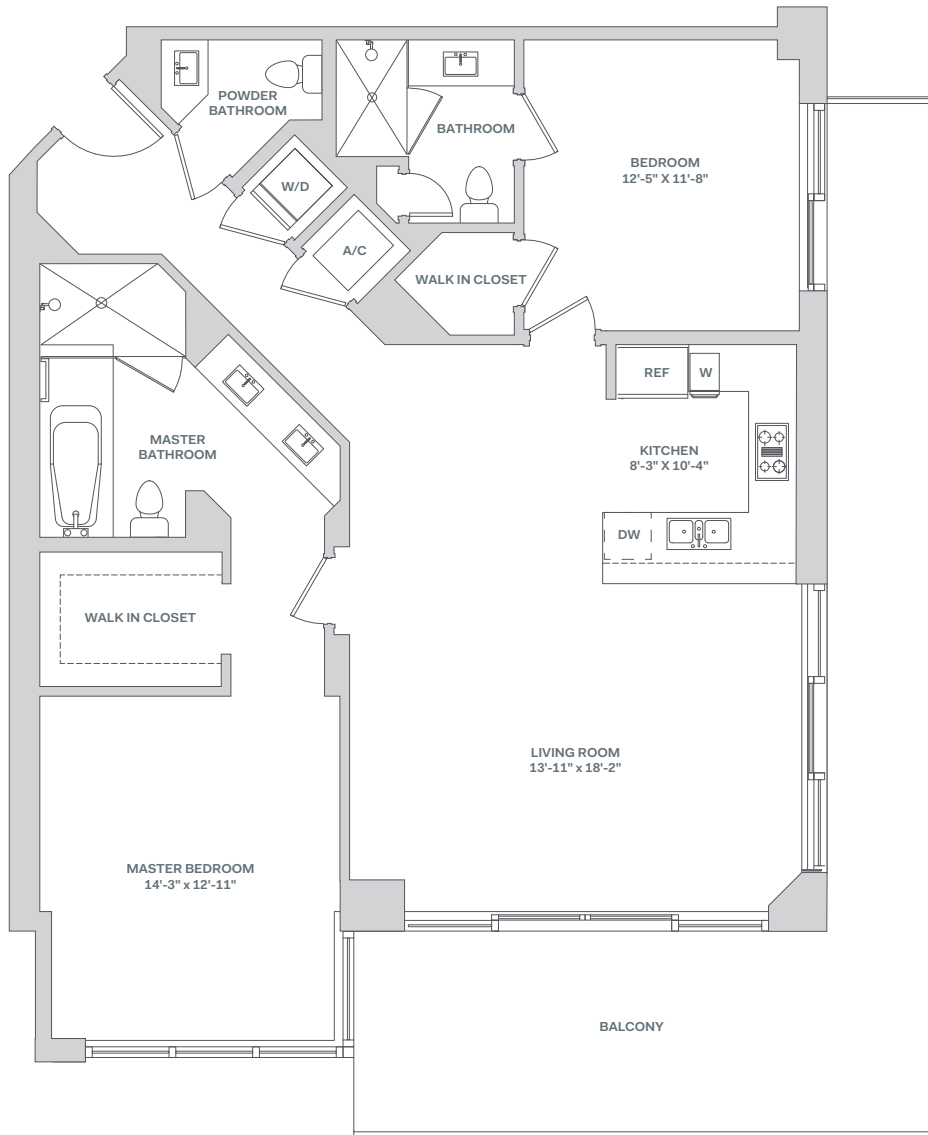 POWDER
BATHROOM
BATHROOM
BEDROOM
12'-5" X 11'-8"
W/D
A/C
WALK IN CLOSET
REF
W
KITCHEN
8'-3" X 10'-4"
MASTER
BATHROOM
DW
WALK IN CLOSET
LIVING ROOM
13'-11" x 18'-2"
MASTER BEDROOM
14'-3" x 12'-11"
BALCONY